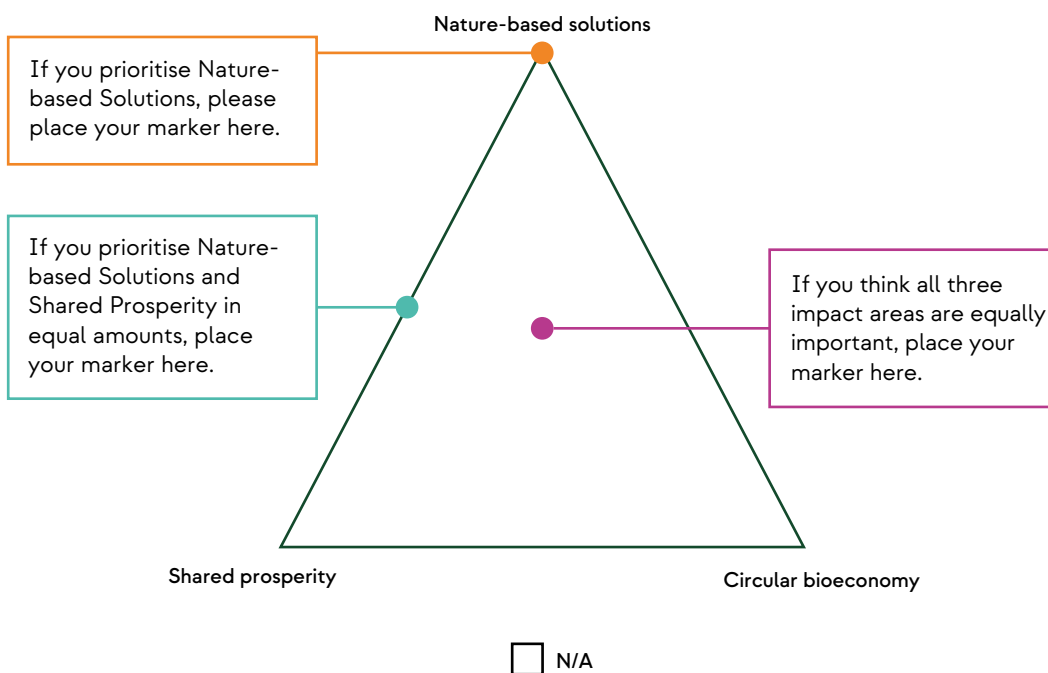 Nature-based solutions
If you prioritise Nature-
based Solutions, please
place your marker here.
If you prioritise Nature-
based Solutions and
Shared Prosperity in
equal amounts, place
your marker here.
If you think all three
impact areas are equally
important, place your
marker here.
Shared prosperity
Circular bioeconomy
N/A